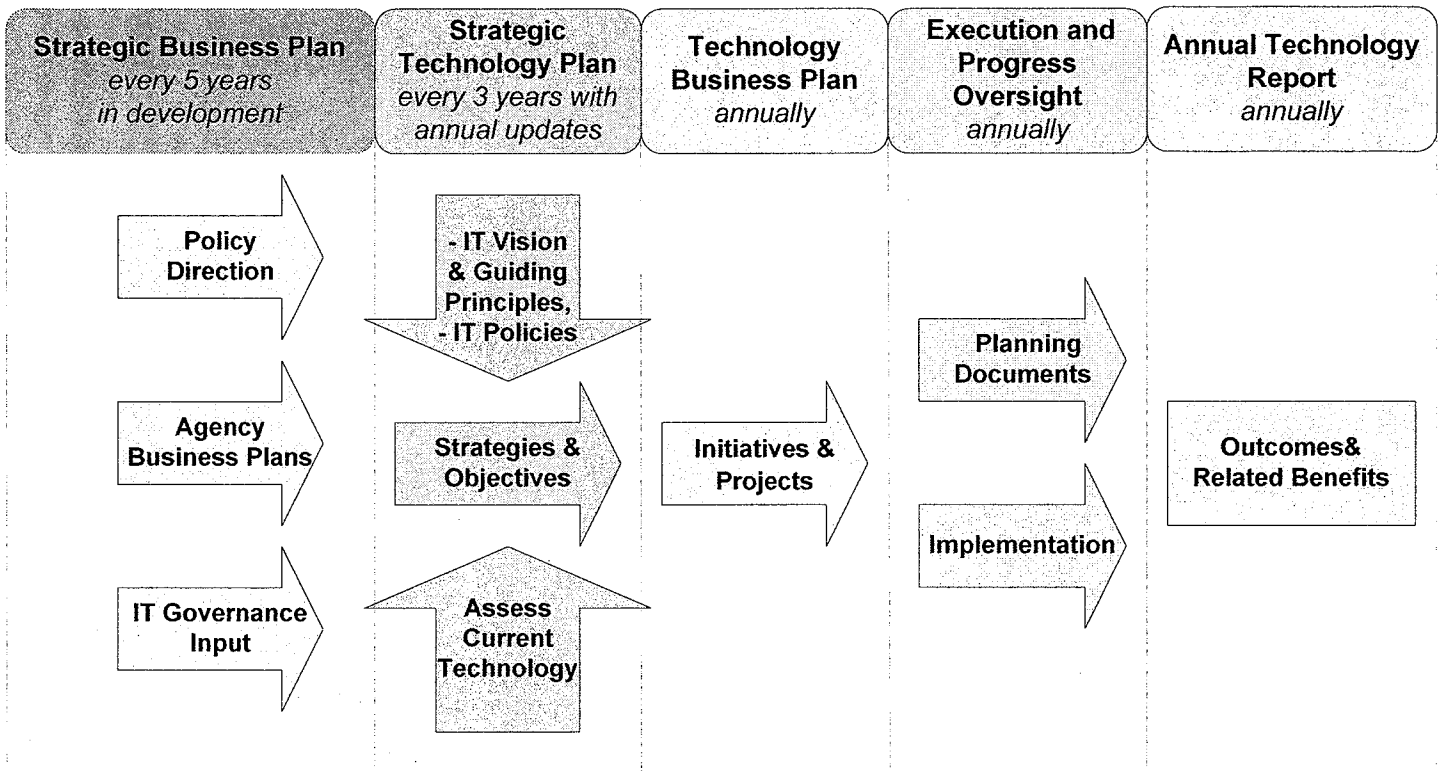 Strategic Business Plan
every 5 years
in development
Strategic
Technology Plan
every 3 years with
annual updates
Technology
Business Plan
annually
Execution and
Progress
Oversight
annually
Annual Technology
Report
annually
Policy
Direction
Agency
Business Plans
IT Governance
Input
- IT Vision
& Guiding
Principles,
- IT Policies
Strategies &
Objectives
Assess
Current
Technology
Initiatives &
Projects
Planning
Documents
Implementation
Outcomes&
Related Benefits